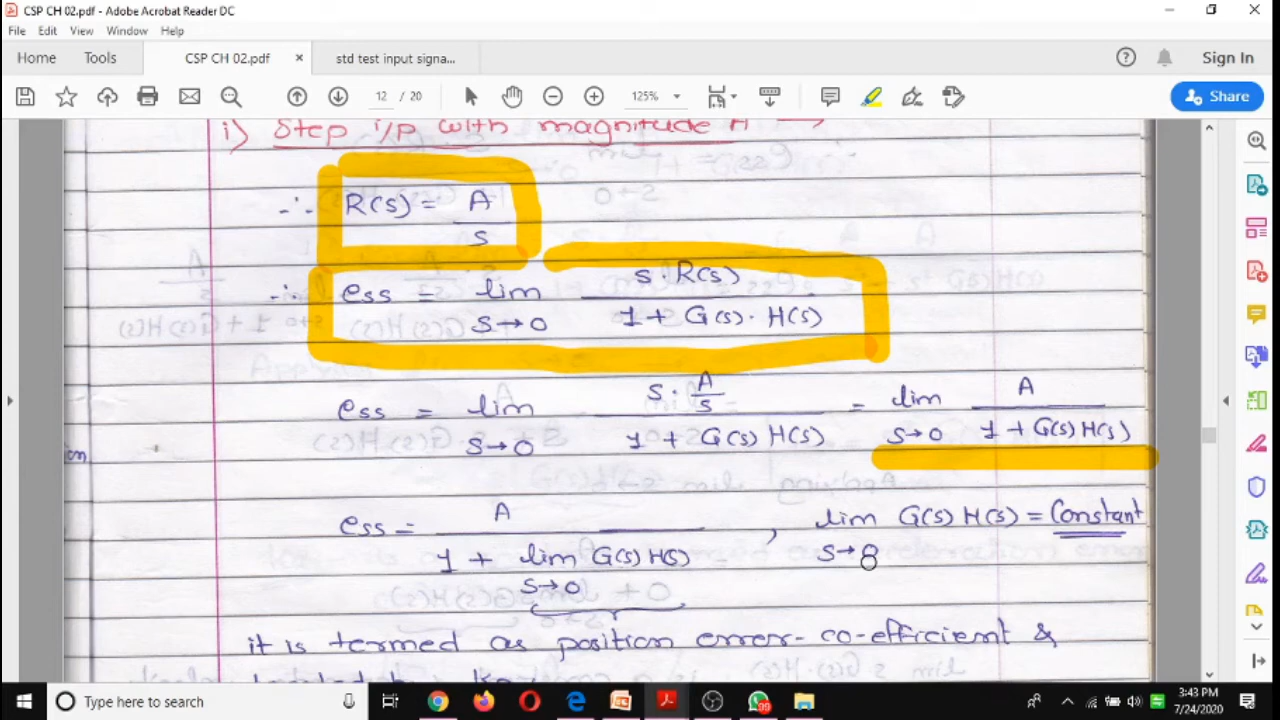 CSP CH 02.pdf - Adobe Acrobat Reader DC
File Edit View Window Help
Home Tools CSP CH 02.pdf × std test input signa... ? Sign In
12 / 20 125% Share
i) Step i/p with magnitude A →
∴ R(s) = A / s
∴ ess = lim s→0 s·R(s) / 1 + G(s)·H(s)
ess = lim s→0 s·A/s / 1 + G(s)H(s) = lim s→0 A / 1 + G(s)H(s)
ess = A / 1 + lim s→0 G(s)H(s) , lim s→ G(s)H(s) = Constant
it is termed as position error co-efficient &
Type here to search
3:43 PM
7/24/2020